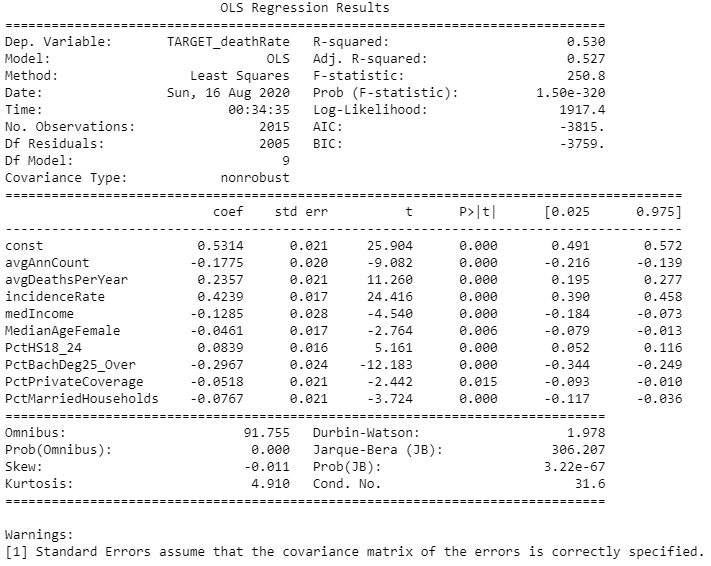 OLS Regression Results
==============================================================================
Dep. Variable: TARGET_deathRate R-squared: 0.530
Model: OLS Adj. R-squared: 0.527
Method: Least Squares F-statistic: 250.8
Date: Sun, 16 Aug 2020 Prob (F-statistic): 1.50e-320
Time: 00:34:35 Log-Likelihood: 1917.4
No. Observations: 2015 AIC: -3815.
Df Residuals: 2005 BIC: -3759.
Df Model: 9
Covariance Type: nonrobust
========================================================================================
coef std err t P>|t| [0.025 0.975]
----------------------------------------------------------------------------------------
const 0.5314 0.021 25.904 0.000 0.491 0.572
avgAnnCount -0.1775 0.020 -9.082 0.000 -0.216 -0.139
avgDeathsPerYear 0.2357 0.021 11.260 0.000 0.195 0.277
incidenceRate 0.4239 0.017 24.416 0.000 0.390 0.458
medIncome -0.1285 0.028 -4.540 0.000 -0.184 -0.073
MedianAgeFemale -0.0461 0.017 -2.764 0.006 -0.079 -0.013
PctHS18_24 0.0839 0.016 5.161 0.000 0.052 0.116
PctBachDeg25_Over -0.2967 0.024 -12.183 0.000 -0.344 -0.249
PctPrivateCoverage -0.0518 0.021 -2.442 0.015 -0.093 -0.010
PctMarriedHouseholds -0.0767 0.021 -3.724 0.000 -0.117 -0.036
==============================================================================
Omnibus: 91.755 Durbin-Watson: 1.978
Prob(Omnibus): 0.000 Jarque-Bera (JB): 306.207
Skew: -0.011 Prob(JB): 3.22e-67
Kurtosis: 4.910 Cond. No. 31.6
==============================================================================
Warnings:
[1] Standard Errors assume that the covariance matrix of the errors is correctly specified.